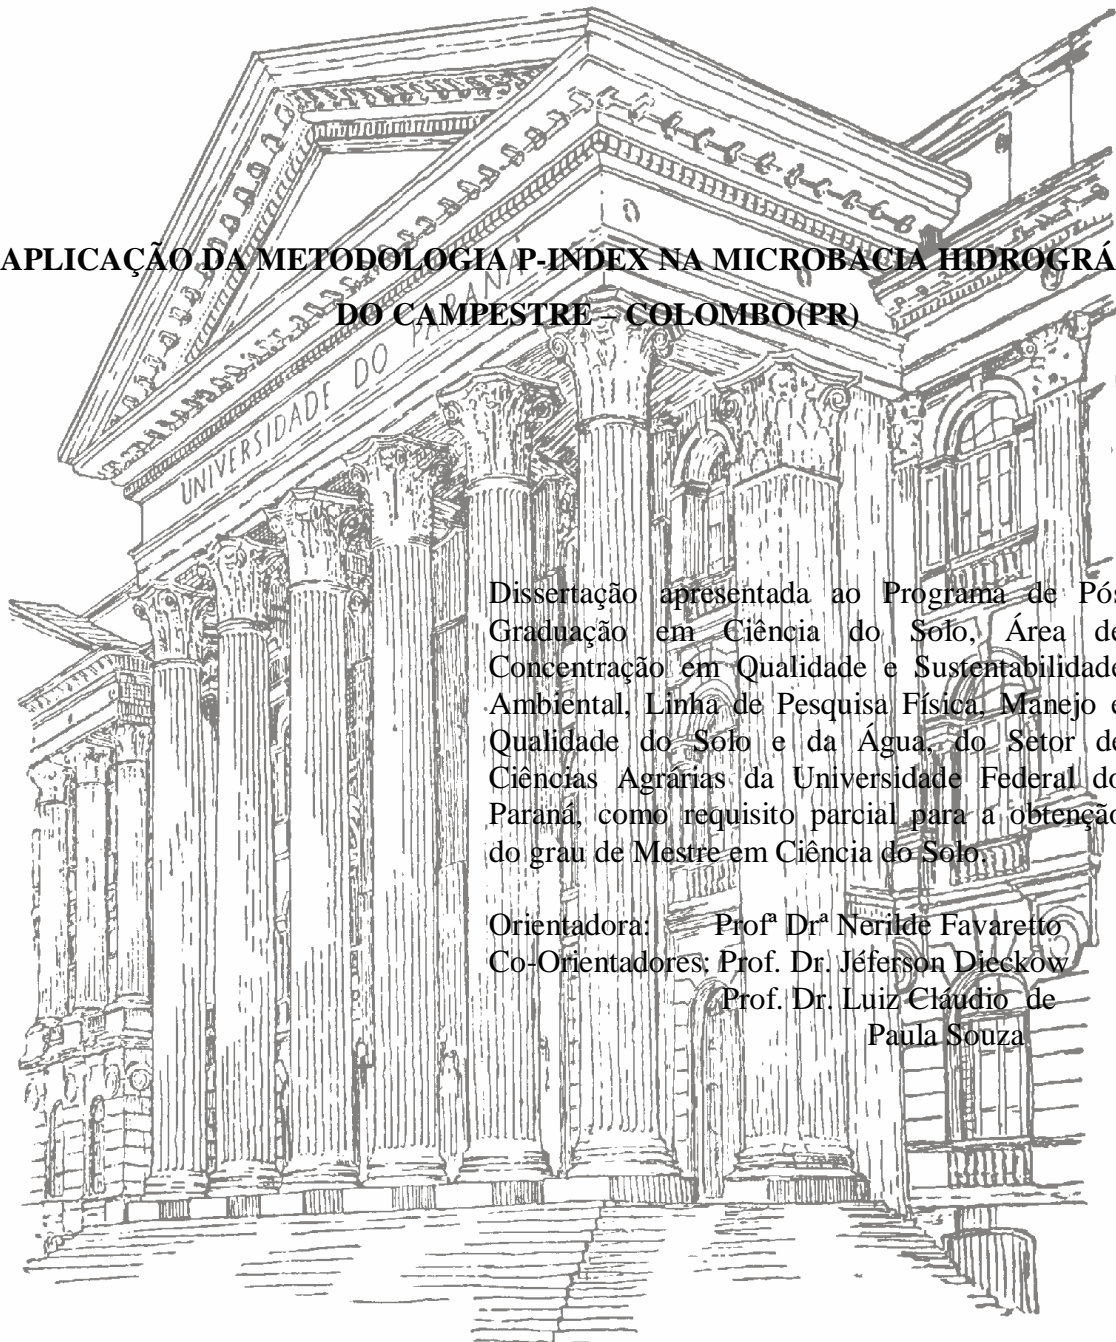 APLICAÇÃO DA METODOLOGIA P-INDEX NA MICROBACIA HIDROGRÁ
DO CAMPESTRE – COLOMBO(PR)
UNIVERSIDADE DO PARANÁ
Dissertação apresentada ao Programa de Pós
Graduação em Ciência do Solo, Área de
Concentração em Qualidade e Sustentabilidade
Ambiental, Linha de Pesquisa Física, Manejo e
Qualidade do Solo e da Água, do Setor de
Ciências Agrárias da Universidade Federal do
Paraná, como requisito parcial para a obtenção
do grau de Mestre em Ciência do Solo.
Orientadora: Profª Drª Nerilde Favaretto
Co-Orientadores: Prof. Dr. Jéferson Dieckow
Prof. Dr. Luiz Cláudio de
Paula Souza